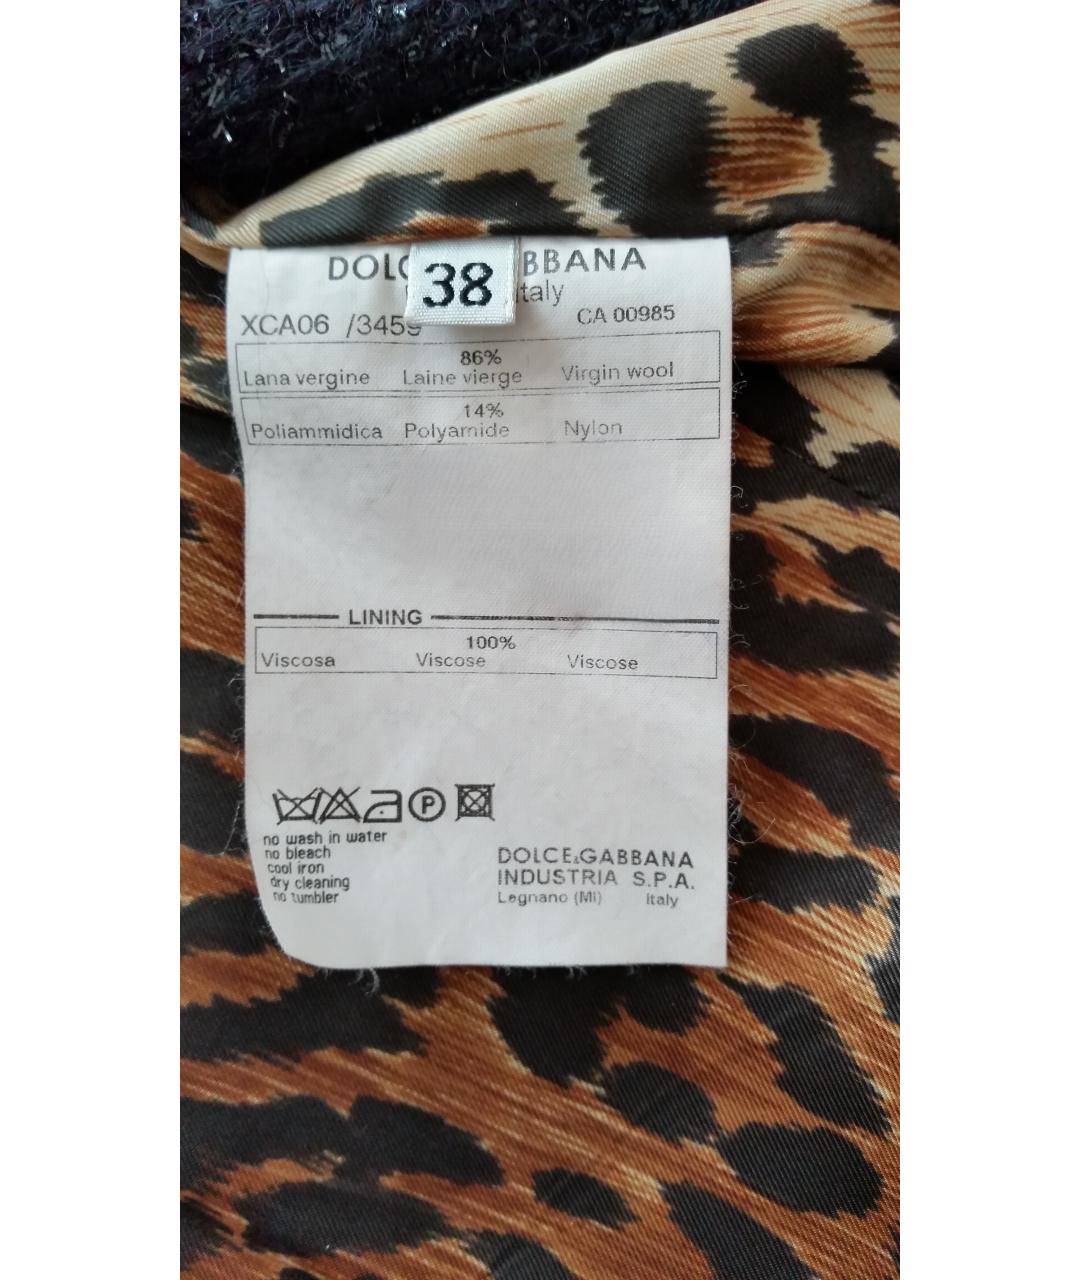 DOLC BBANA
38
Italy
XCA06 /3459 CA 00985
86%
Lana vergine Laine vierge Virgin wool
14%
Poliammidica Polyamide Nylon
LINING
100%
Viscosa Viscose Viscose
P
no wash in water
no bleach
cool iron
dry cleaning
no tumbler
DOLCE&GABBANA
INDUSTRIA S.P.A.
Legnano (MI) Italy